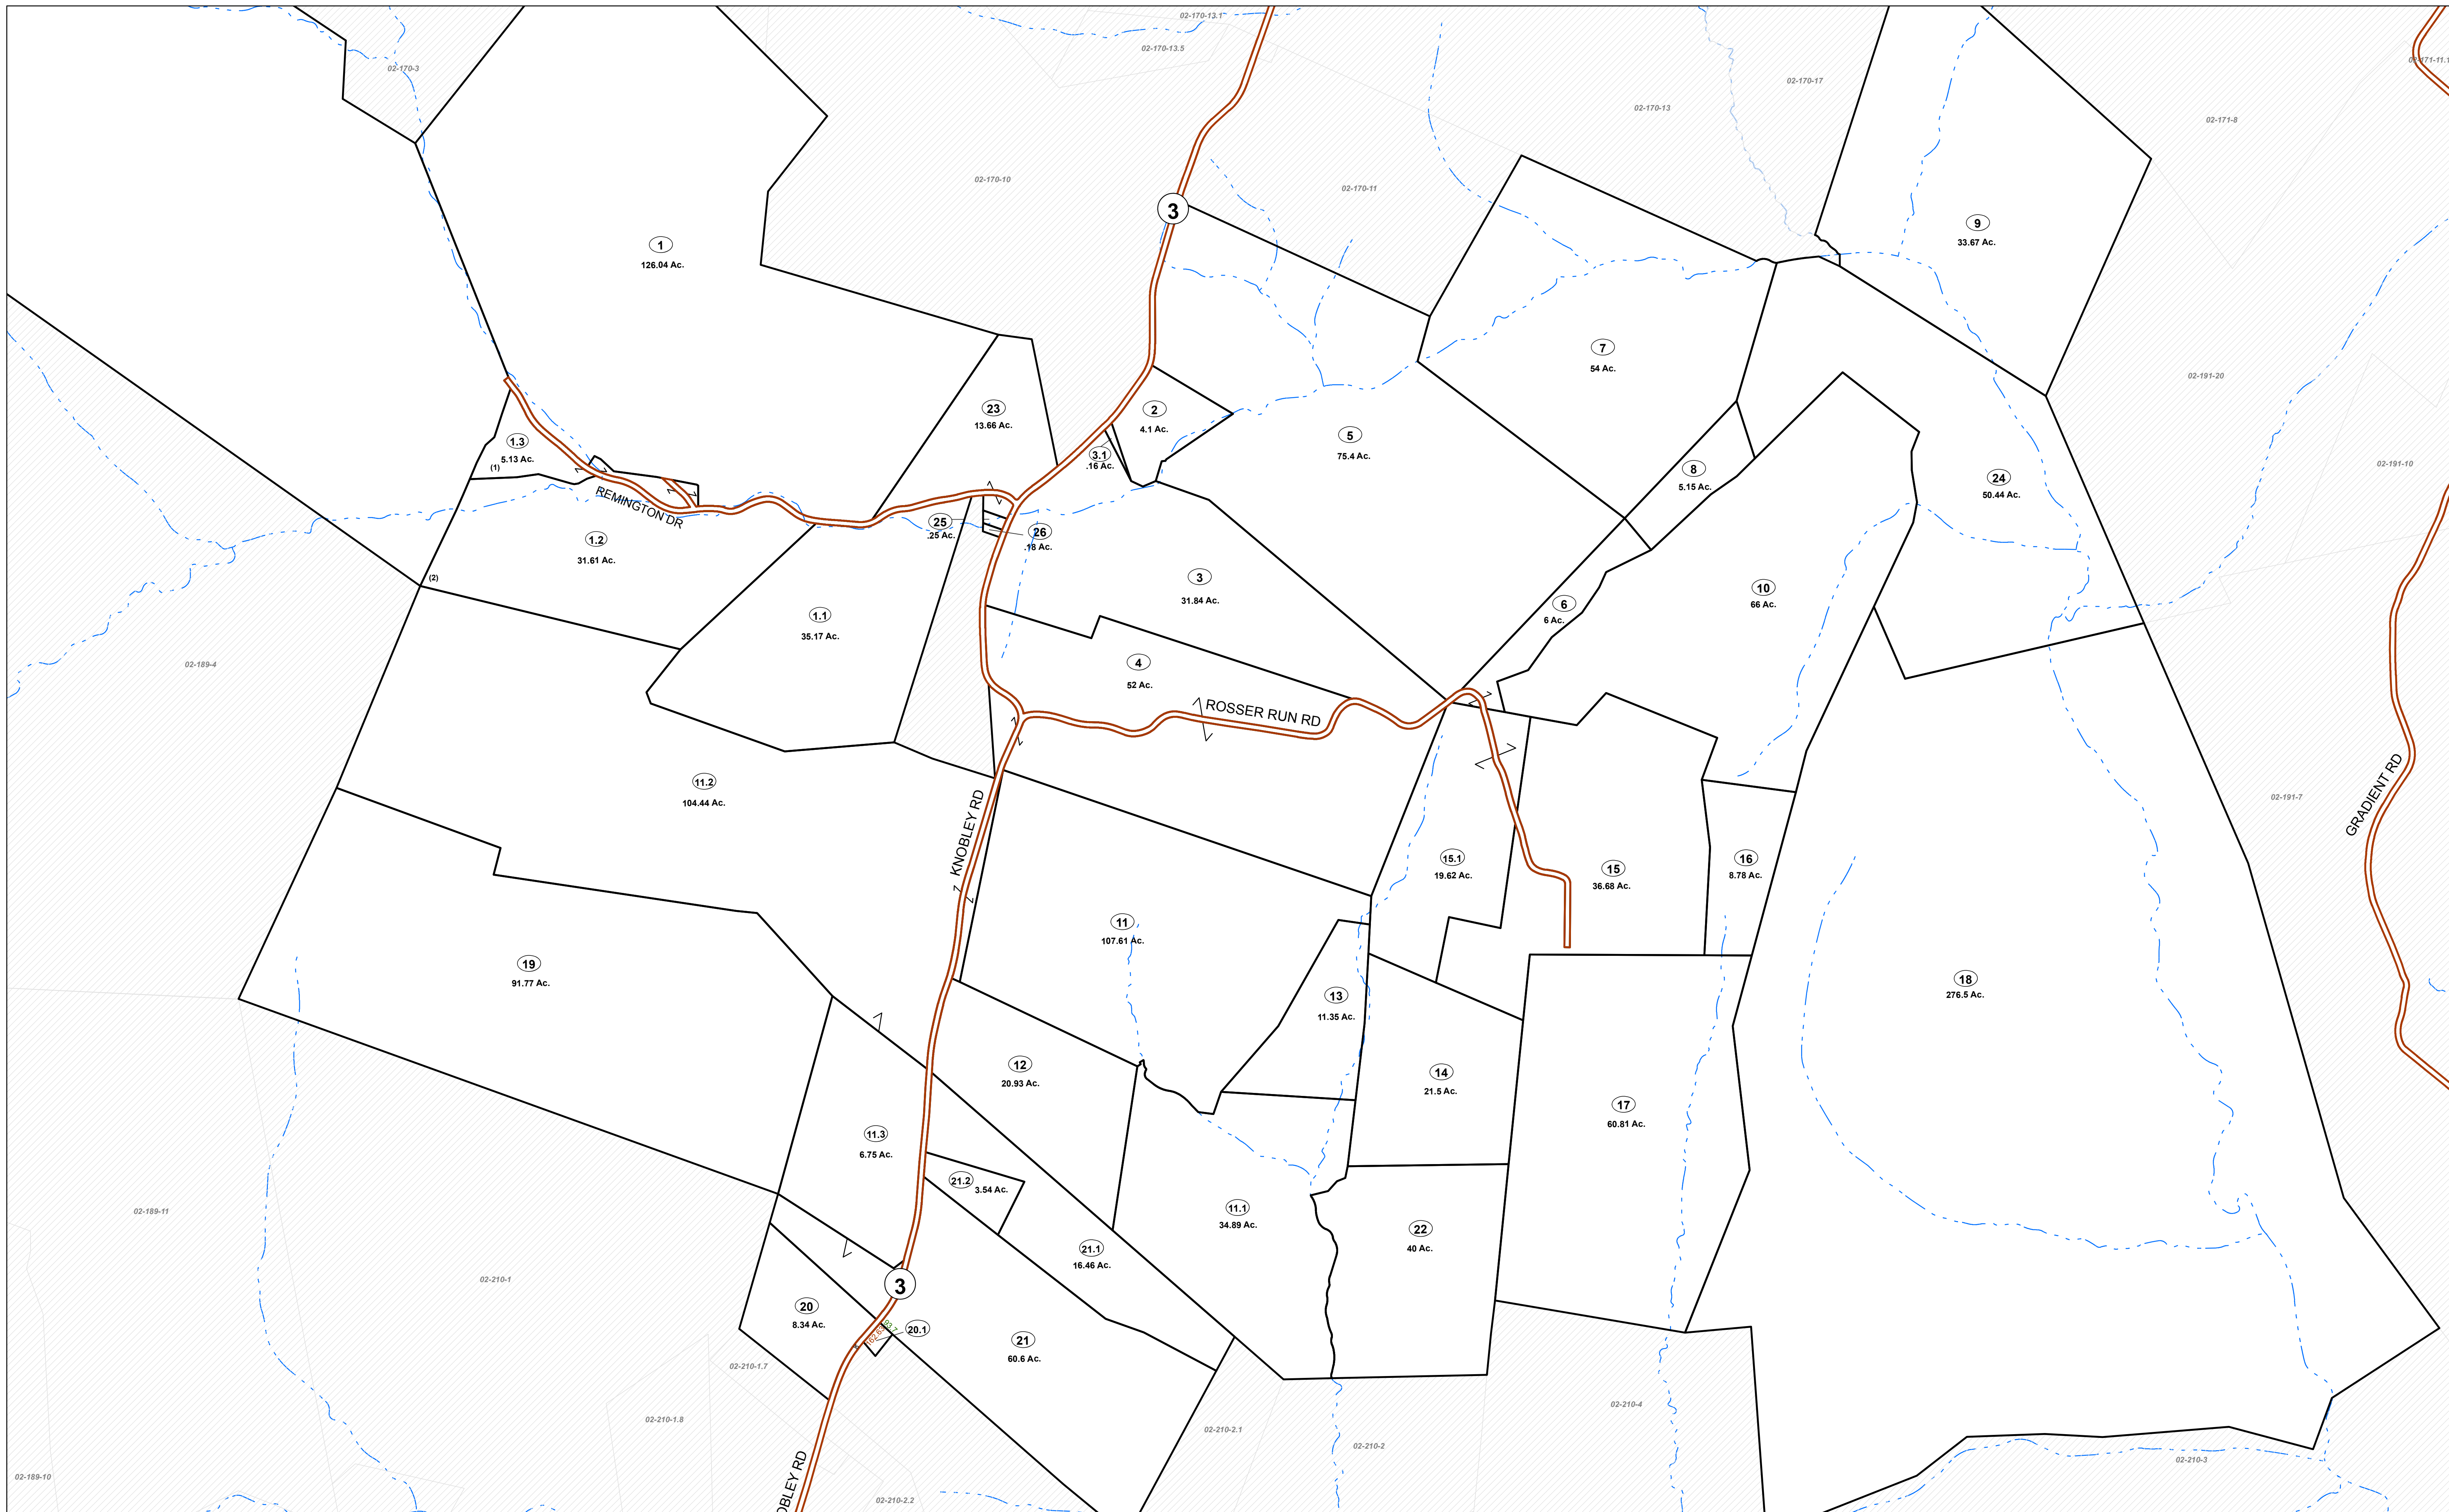 02-170-13.1
02-170-13.5
02-171-11.1
02-170-3
02-170-17
02-170-13
02-171-8
02-170-10
02-170-11
3
9
33.67 Ac.
1
126.04 Ac.
7
54 Ac.
02-191-20
23
13.66 Ac.
2
4.1 Ac.
5
75.4 Ac.
1.3
5.13 Ac.
(1)
3.1
.16 Ac.
8
5.15 Ac.
24
50.44 Ac.
02-191-10
REMINGTON DR
25
.25 Ac.
26
.18 Ac.
1.2
31.61 Ac.
(2)
3
31.84 Ac.
6
6 Ac.
10
66 Ac.
1.1
35.17 Ac.
02-189-4
4
52 Ac.
ROSSER RUN RD
11.2
104.44 Ac.
KNOBLEY RD
GRADIENT RD
02-191-7
15.1
19.62 Ac.
15
36.68 Ac.
16
8.78 Ac.
11
107.61 Ac.
19
91.77 Ac.
13
11.35 Ac.
18
276.5 Ac.
12
20.93 Ac.
14
21.5 Ac.
17
60.81 Ac.
11.3
6.75 Ac.
21.2
3.54 Ac.
02-189-11
11.1
34.89 Ac.
22
40 Ac.
21.1
16.46 Ac.
02-210-1
3
20
8.34 Ac.
93.7
162.63
20.1
21
60.6 Ac.
02-210-1.7
02-210-4
02-210-1.8
02-210-2.1
02-210-2
02-210-3
02-189-10
OBLEY RD
02-210-2.2